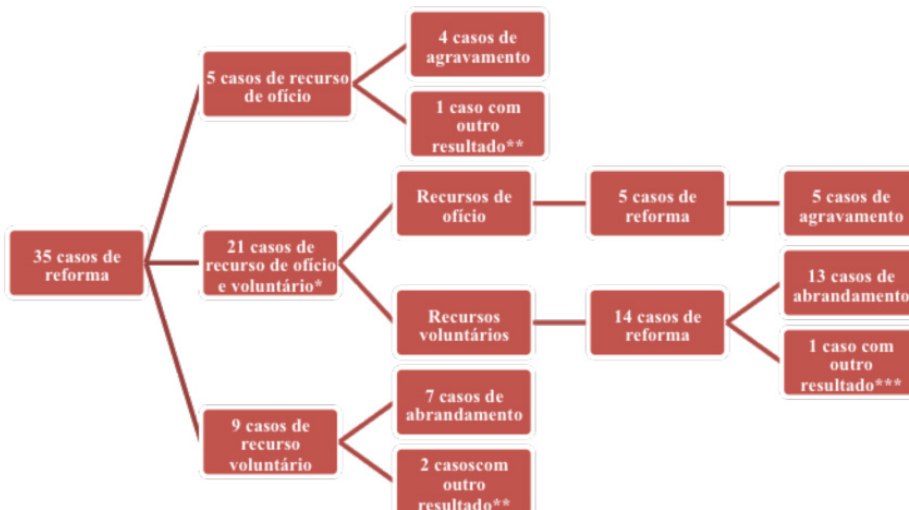 35 casos de
reforma
5 casos de recurso
de ofício
4 casos de
agravamento
1 caso com
outro
resultado**
21 casos de
recurso de ofício
e voluntário*
Recursos de
ofício
5 casos de
reforma
5 casos de
agravamento
Recursos
voluntários
14 casos de
reforma
13 casos de
abrandamento
1 caso com
outro
resultado***
9 casos de
recurso
voluntário
7 casos de
abrandamento
2 casoscom
outro
resultado**